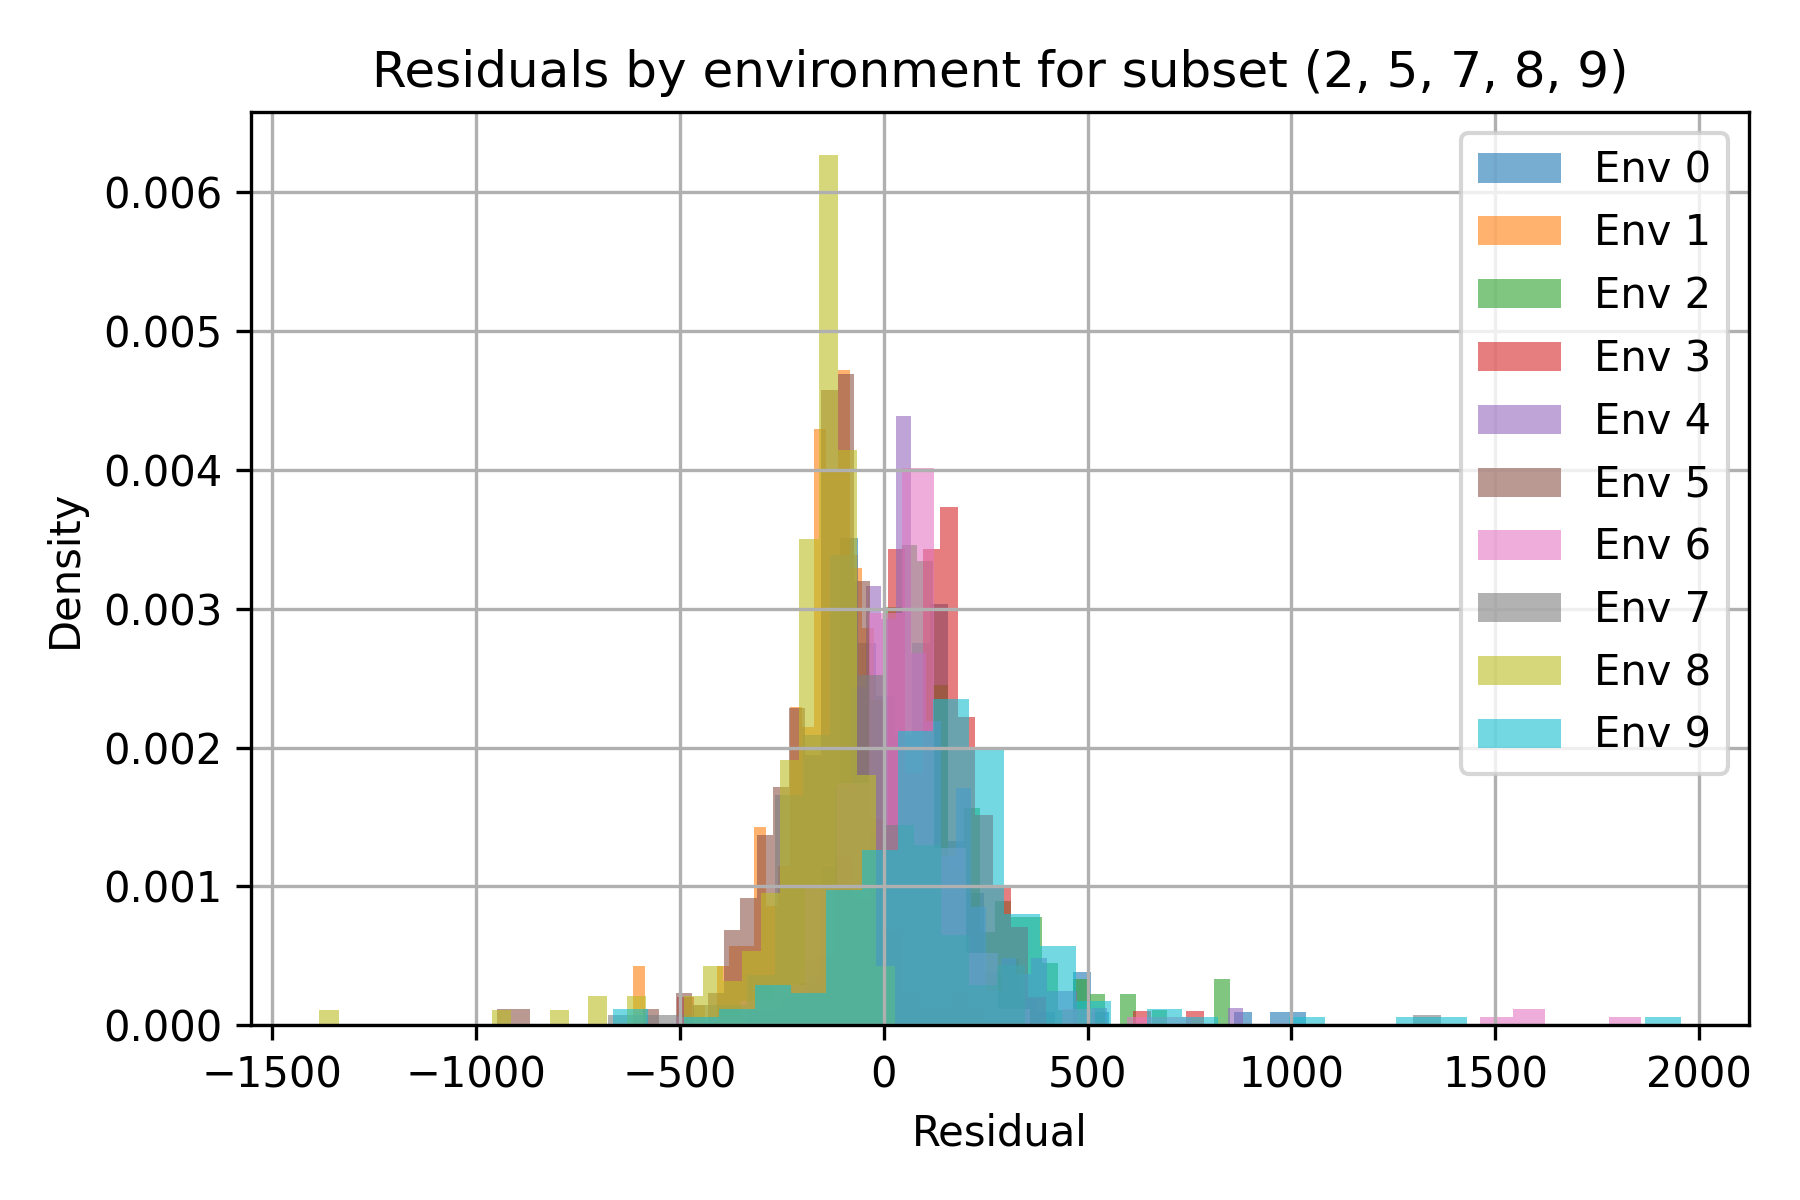 Residuals by environment for subset (2, 5, 7, 8, 9)
0.006
0.005
0.004
0.003
0.002
0.001
0.000
Density
−1500
−1000
−500
0
500
1000
1500
2000
Residual
Env 0
Env 1
Env 2
Env 3
Env 4
Env 5
Env 6
Env 7
Env 8
Env 9